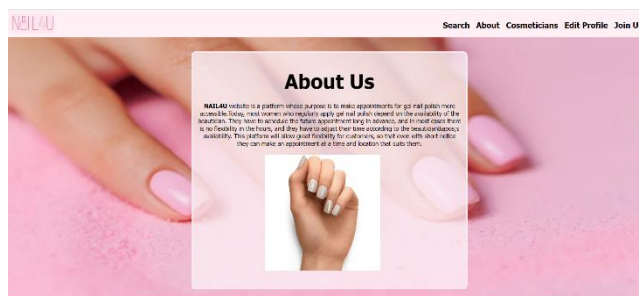 NAIL4U
Search About Cosmeticians Edit Profile Join U
About Us
NAIL4U website is a platform whose purpose is to make appointments for gel nail polish more
accessible.Today, most women who regularly apply gel nail polish depend on the availability of the
beautician. They have to schedule the future appointment long in advance, and in most cases there
is no flexibility in the hours, and they have to adjust their time according to the beautician&apos;s
availability. This platform will allow great flexibility for customers, so that even with short notice
they can make an appointment at a time and location that suits them.